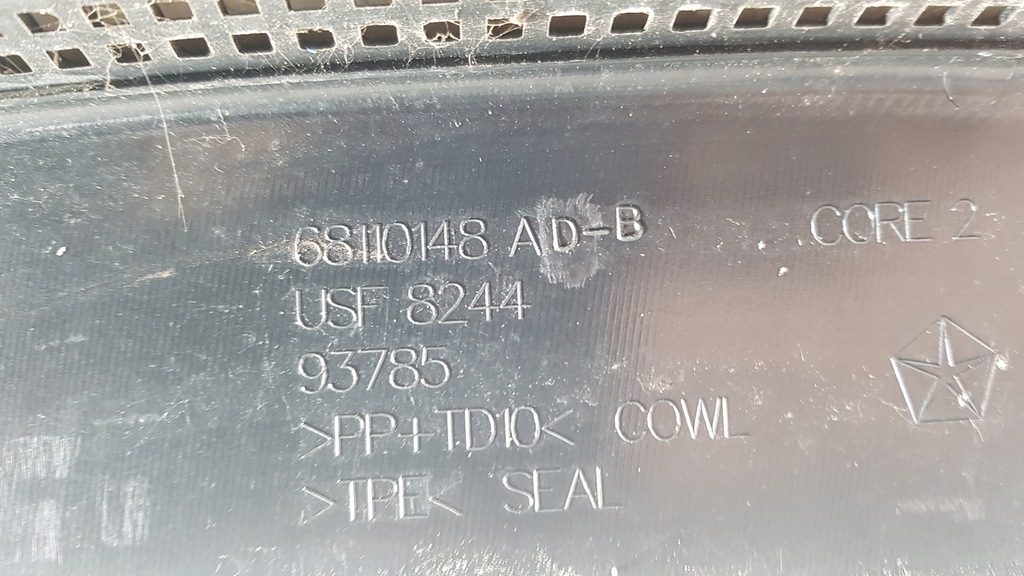 68110148 AD-B CORE 2
USF 8244
93785
>PP+TD10< COWL
>TPE< SEAL